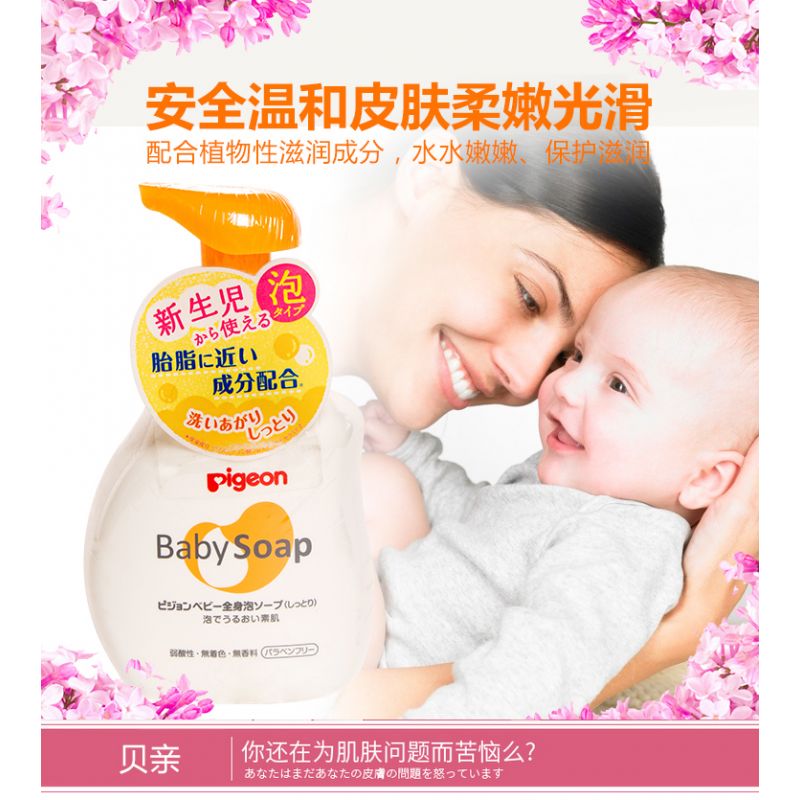 安全温和皮肤柔嫩光滑
配合植物性滋润成分，水水嫩嫩、保护滋润
新生児
から使える
泡
タイプ
胎脂に近い
成分配合。
洗いあがり
しっとり
Pigeon
Baby Soap
ピジョンベビー全身泡ソープ(しっとり)
泡でうるおい素肌
弱酸性・無着色・無香料 パラベンフリー
贝亲
你还在为肌肤问题而苦恼么?
あなたはまだあなたの皮膚の問題を怒っています